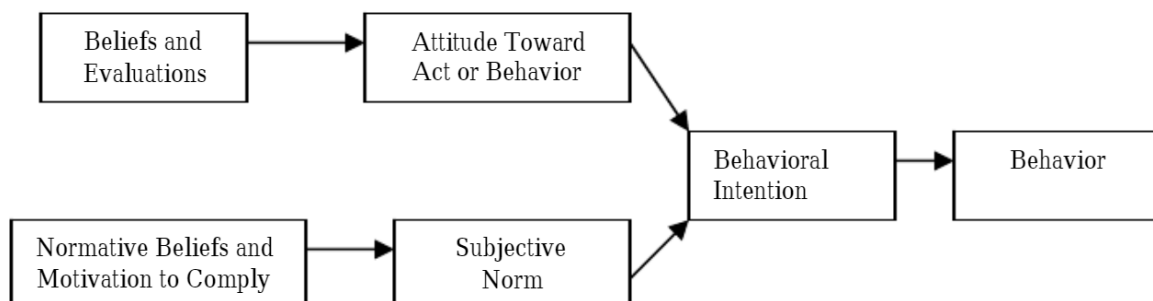 Beliefs and
Evaluations
Attitude Toward
Act or Behavior
Behavioral
Intention
Behavior
Normative Beliefs and
Motivation to Comply
Subjective
Norm